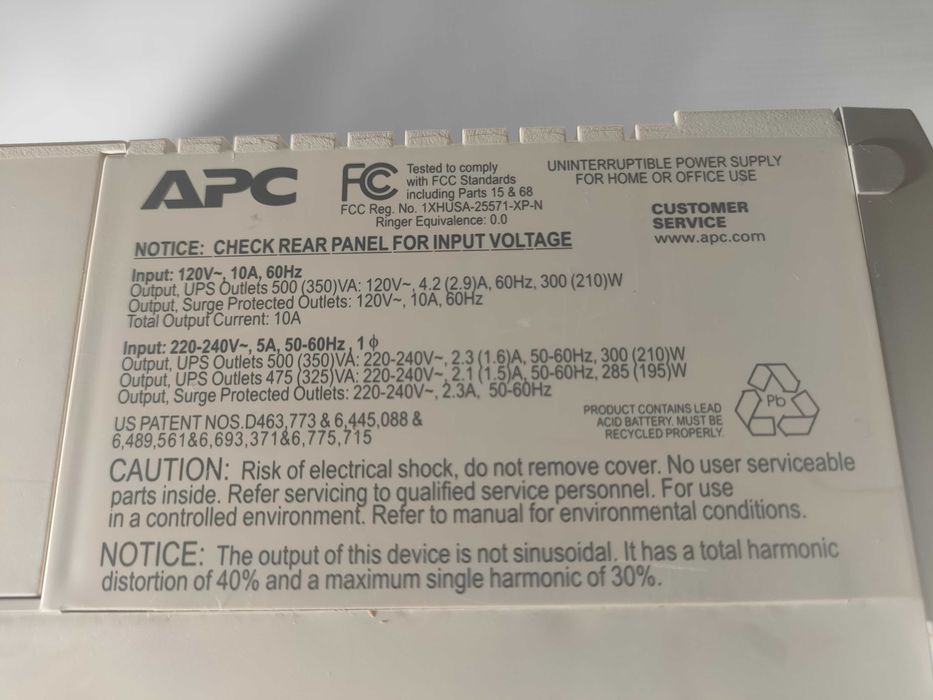 APC
FC
Tested to comply
with FCC Standards
including Parts 15 & 68
FCC Reg. No. 1XHUSA-25571-XP-N
Ringer Equivalence: 0.0
UNINTERRUPTIBLE POWER SUPPLY
FOR HOME OR OFFICE USE
CUSTOMER
SERVICE
www.apc.com
NOTICE: CHECK REAR PANEL FOR INPUT VOLTAGE
Input: 120V~, 10A, 60Hz
Output, UPS Outlets 500 (350)VA: 120V~, 4.2 (2.9)A, 60Hz, 300 (210)W
Output, Surge Protected Outlets: 120V~, 10A, 60Hz
Total Output Current: 10A
Input: 220-240V~, 5A, 50-60Hz, 1 ϕ
Output, UPS Outlets 500 (350)VA: 220-240V~, 2.3 (1.6)A, 50-60Hz, 300 (210)W
Output, UPS Outlets 475 (325)VA: 220-240V~, 2.1 (1.5)A, 50-60Hz, 285 (195)W
Output, Surge Protected Outlets: 220-240V~, 2.3A, 50-60Hz
US PATENT NOS.D463,773 & 6,445,088 &
6,489,561&6,693,371&6,775,715
PRODUCT CONTAINS LEAD
ACID BATTERY. MUST BE
RECYCLED PROPERLY.
Pb
CAUTION: Risk of electrical shock, do not remove cover. No user serviceable
parts inside. Refer servicing to qualified service personnel. For use
in a controlled environment. Refer to manual for environmental conditions.
NOTICE: The output of this device is not sinusoidal. It has a total harmonic
distortion of 40% and a maximum single harmonic of 30%.